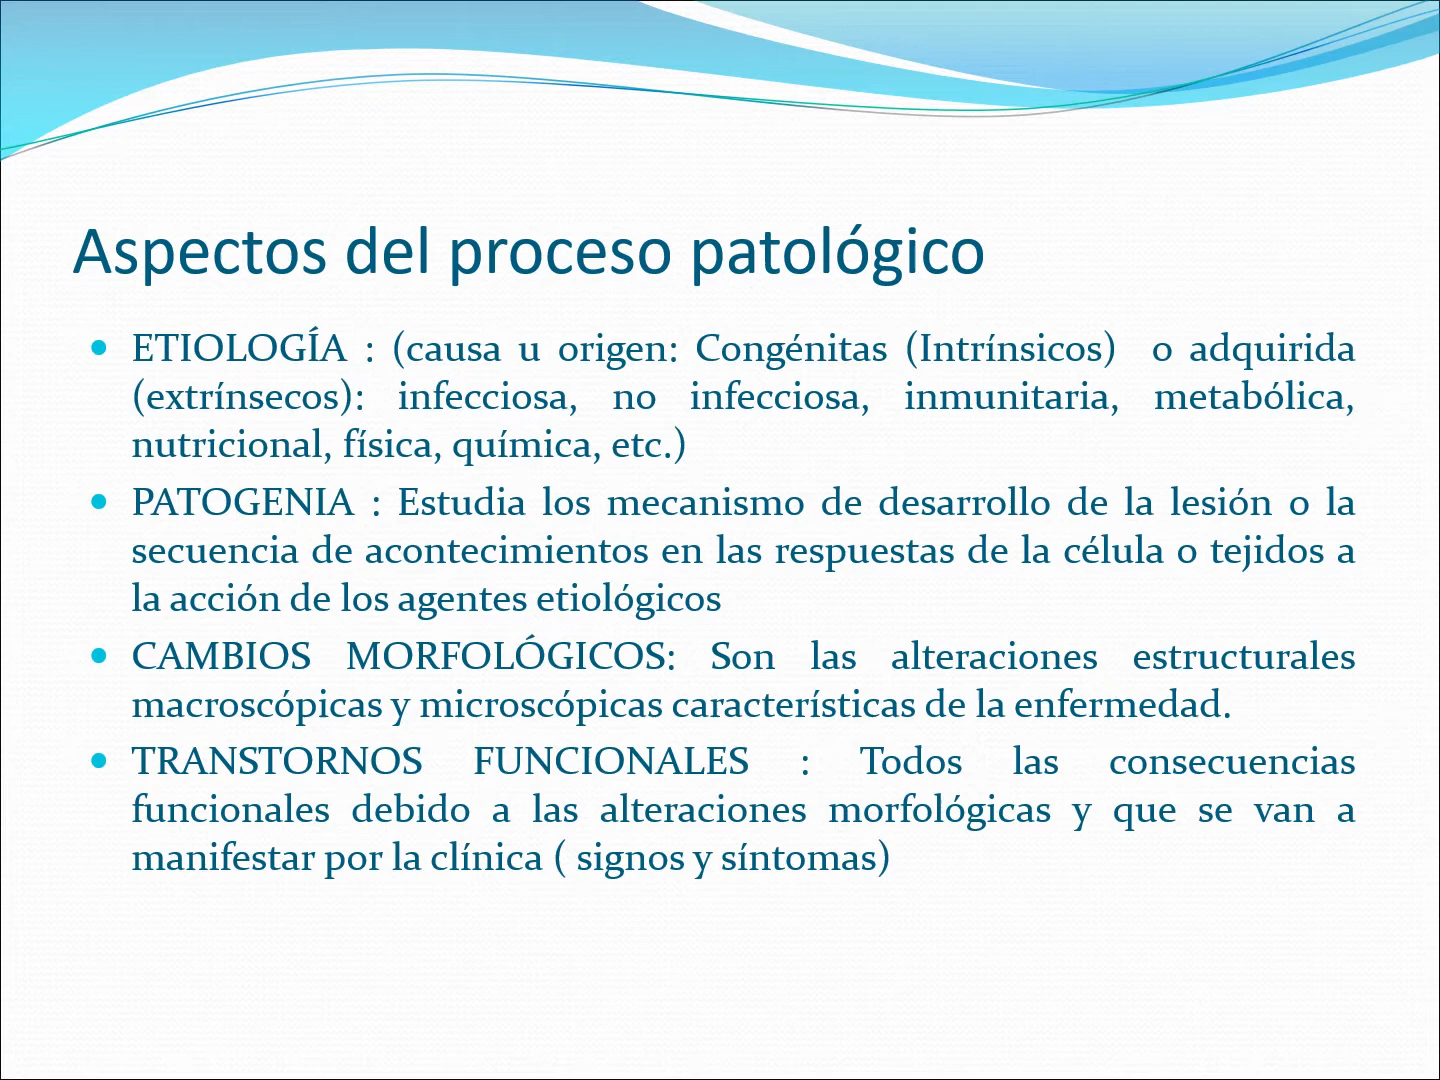 Aspectos del proceso patológico
• ETIOLOGÍA : (causa u origen: Congénitas (Intrínsicos) o adquirida
(extrínsecos): infecciosa, no infecciosa, inmunitaria, metabólica,
nutricional, física, química, etc.)
• PATOGENIA : Estudia los mecanismo de desarrollo de la lesión o la
secuencia de acontecimientos en las respuestas de la célula o tejidos a
la acción de los agentes etiológicos
• CAMBIOS MORFOLÓGICOS: Son las alteraciones estructurales
macroscópicas y microscópicas características de la enfermedad.
• TRANSTORNOS FUNCIONALES : Todos las consecuencias
funcionales debido a las alteraciones morfológicas y que se van a
manifestar por la clínica ( signos y síntomas)